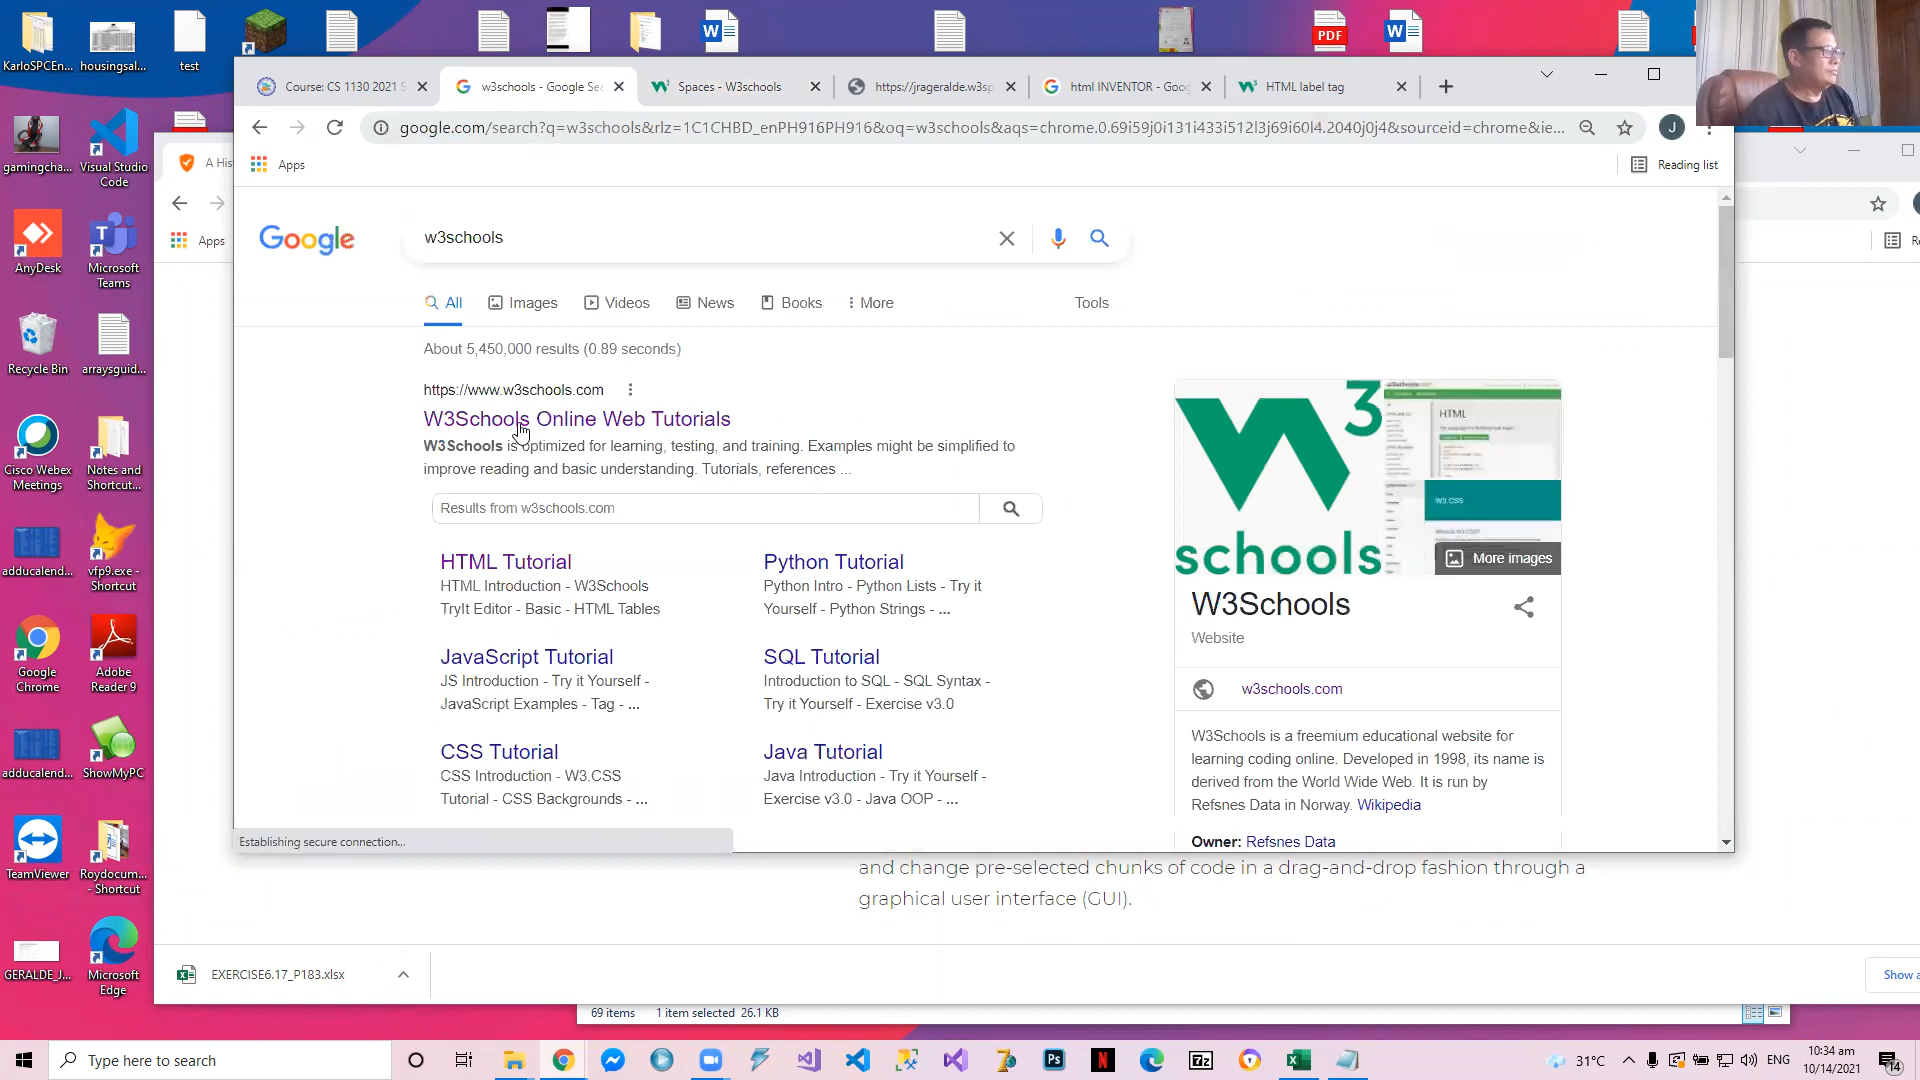 KarloSPCEn...
housingsal...
test
PDF
Course: CS 1130 2021 S
w3schools - Google Sea
Spaces - W3schools
https://jrageralde.w3sp
html INVENTOR - Goog
HTML label tag
google.com/search?q=w3schools&rlz=1C1CHBD_enPH916PH916&oq=w3schools&aqs=chrome.0.69i59j0i131i433i512l3j69i60l4.2040j0j4&sourceid=chrome&ie...
J
Apps
Reading list
A His
Apps
Google
w3schools
All
Images
Videos
News
Books
More
Tools
About 5,450,000 results (0.89 seconds)
https://www.w3schools.com
W3Schools Online Web Tutorials
W3Schools is optimized for learning, testing, and training. Examples might be simplified to
improve reading and basic understanding. Tutorials, references ...
Results from w3schools.com
HTML Tutorial
HTML Introduction - W3Schools
TryIt Editor - Basic - HTML Tables
Python Tutorial
Python Intro - Python Lists - Try it
Yourself - Python Strings - ...
JavaScript Tutorial
JS Introduction - Try it Yourself -
JavaScript Examples - Tag - ...
SQL Tutorial
Introduction to SQL - SQL Syntax -
Try it Yourself - Exercise v3.0
CSS Tutorial
CSS Introduction - W3.CSS
Tutorial - CSS Backgrounds - ...
Java Tutorial
Java Introduction - Try it Yourself -
Exercise v3.0 - Java OOP - ...
W3
schools
HTML
W3.CSS
More images
W3Schools
Website
w3schools.com
W3Schools is a freemium educational website for
learning coding online. Developed in 1998, its name is
derived from the World Wide Web. It is run by
Refsnes Data in Norway. Wikipedia
Owner: Refsnes Data
Establishing secure connection...
and change pre-selected chunks of code in a drag-and-drop fashion through a
graphical user interface (GUI).
EXERCISE6.17_P183.xlsx
Show a
69 items
1 item selected 26.1 KB
gamingcha...
Visual Studio
Code
AnyDesk
Microsoft
Teams
Recycle Bin
arraysguid...
Cisco Webex
Meetings
Notes and
Shortcut...
adducalend...
vfp9.exe -
Shortcut
Google
Chrome
Adobe
Reader 9
adducalend...
ShowMyPC
TeamViewer
Roydocum...
- Shortcut
GERALDE_J...
Microsoft
Edge
Type here to search
31°C
ENG
10:34 am
10/14/2021
14